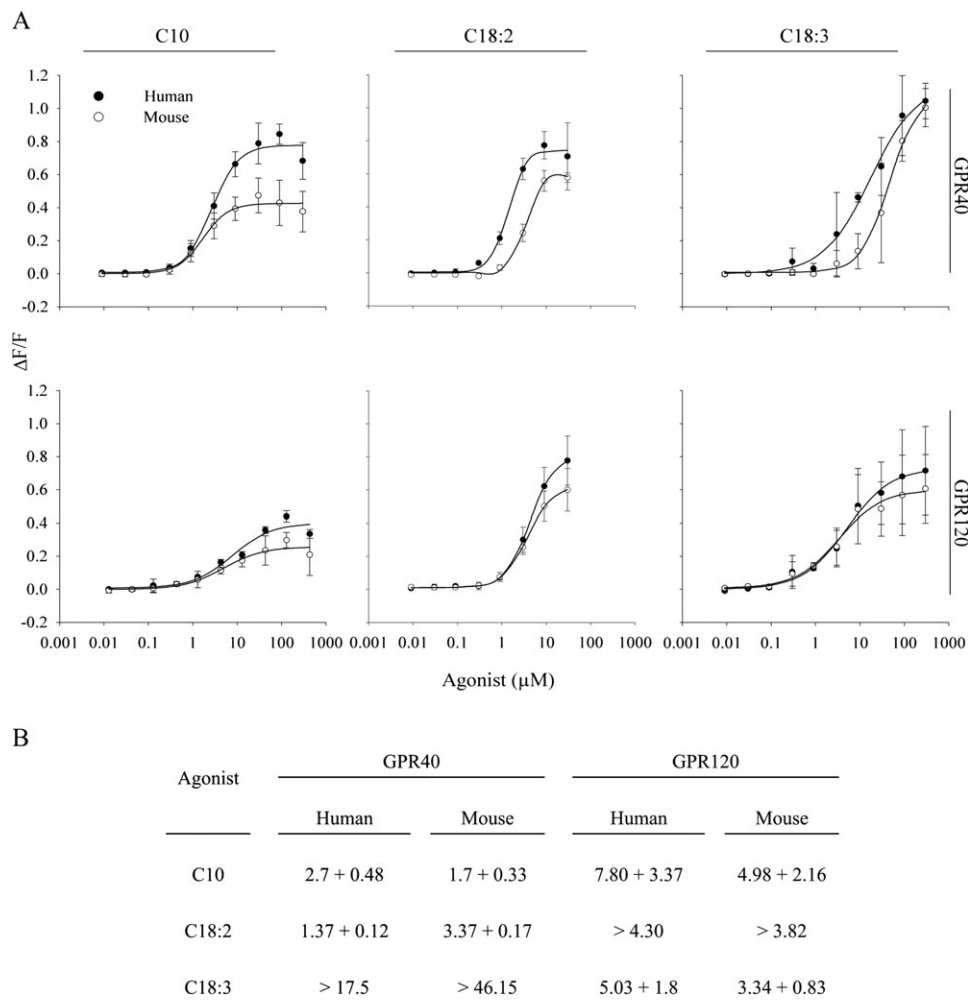 A
C10 C18:2 C18:3
1.2
1.0
0.8
0.6
0.4
0.2
0.0
-0.2
Human
Mouse
GPR40
ΔF/F
1.2
1.0
0.8
0.6
0.4
0.2
0.0
-0.2
GPR120
0.001 0.01 0.1 1 10 100 1000 0.001 0.01 0.1 1 10 100 1000 0.001 0.01 0.1 1 10 100 1000
Agonist (µM)
B
Agonist GPR40 GPR120
Human Mouse Human Mouse
C10 2.7 + 0.48 1.7 + 0.33 7.80 + 3.37 4.98 + 2.16
C18:2 1.37 + 0.12 3.37 + 0.17 > 4.30 > 3.82
C18:3 > 17.5 > 46.15 5.03 + 1.8 3.34 + 0.83